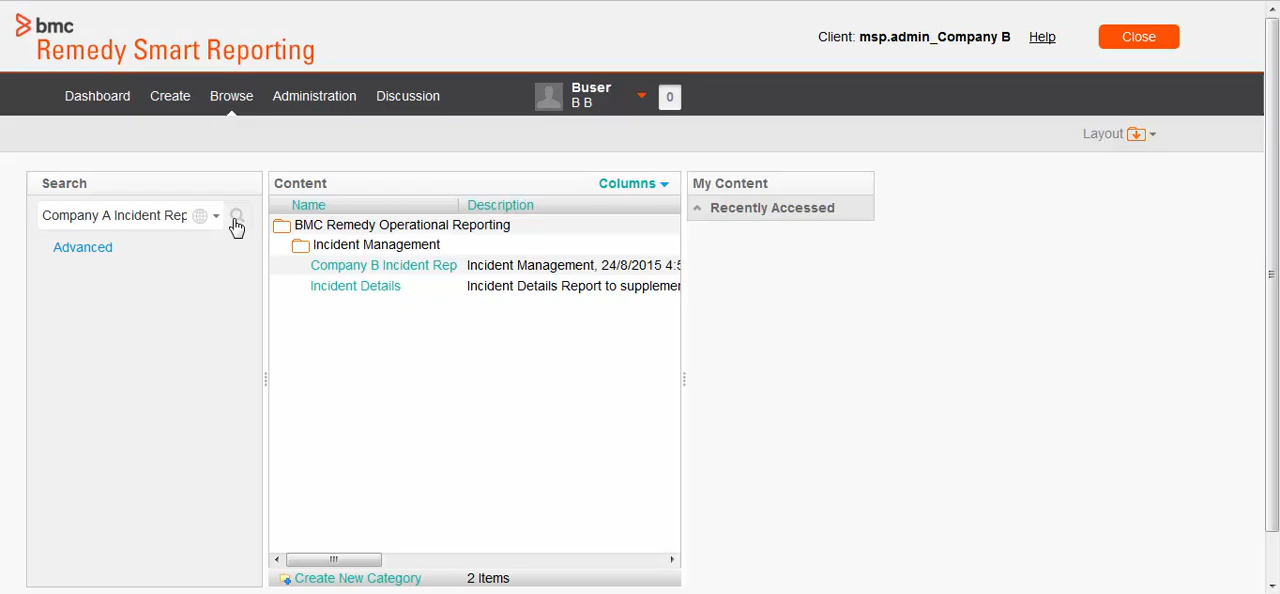 bmc
Remedy Smart Reporting
Client: msp.admin_Company B Help Close
Dashboard Create Browse Administration Discussion
Buser
B B
0
Layout
Search
Company A Incident Rep
Advanced
Content Columns
Name Description
BMC Remedy Operational Reporting
Incident Management
Company B Incident Rep Incident Management, 24/8/2015 4:5
Incident Details Incident Details Report to supplemen
Create New Category 2 Items
My Content
Recently Accessed